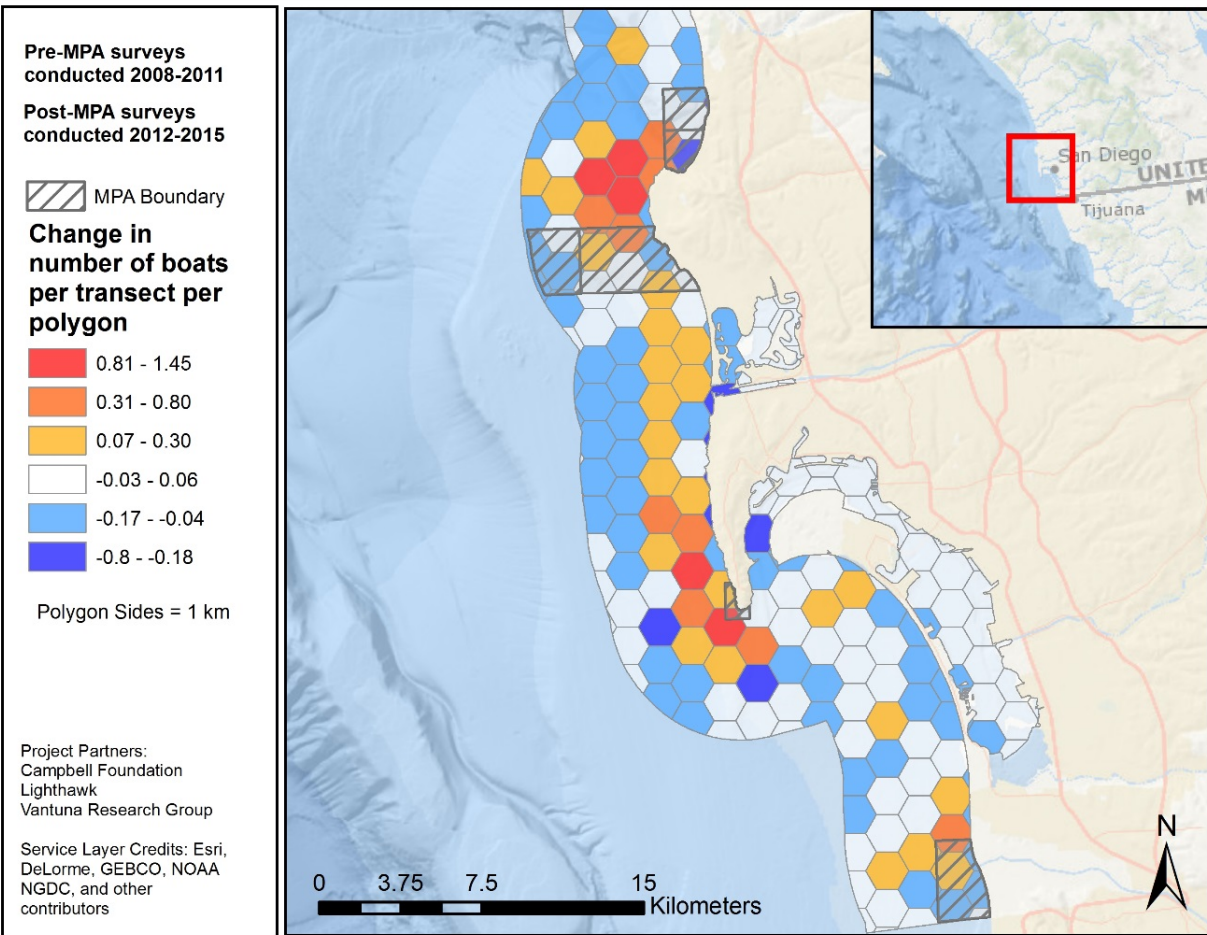 Pre-MPA surveys
conducted 2008-2011
Post-MPA surveys
conducted 2012-2015
MPA Boundary
Change in
number of boats
per transect per
polygon
0.81 - 1.45
0.31 - 0.80
0.07 - 0.30
-0.03 - 0.06
-0.17 - -0.04
-0.8 - -0.18
Polygon Sides = 1 km
Project Partners:
Campbell Foundation
Lighthawk
Vantuna Research Group
Service Layer Credits: Esri,
DeLorme, GEBCO, NOAA
NGDC, and other
contributors
San Diego
UNITE
Tijuana
M
0 3.75 7.5 15
Kilometers
N